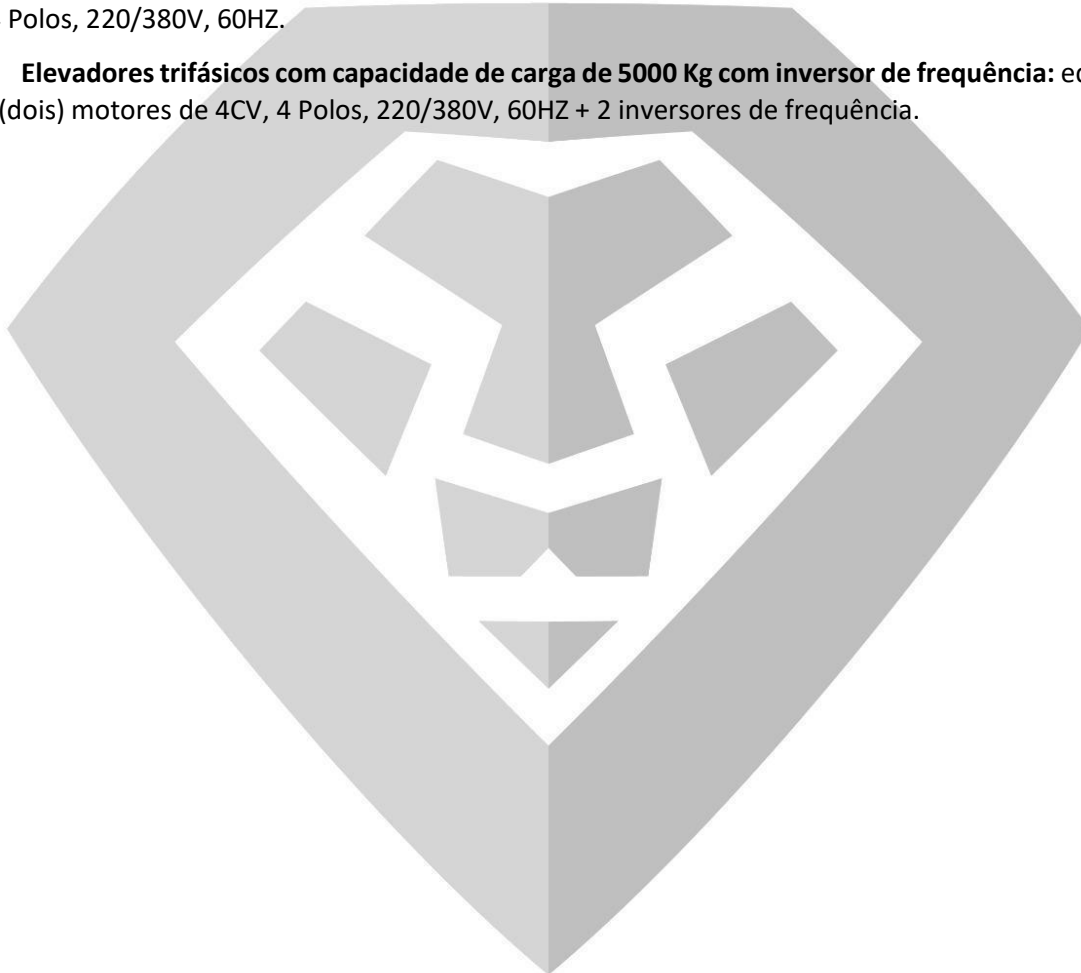 Polos, 220/380V, 60HZ.
Elevadores trifásicos com capacidade de carga de 5000 Kg com inversor de frequência:
(dois) motores de 4CV, 4 Polos, 220/380V, 60HZ + 2 inversores de frequência.